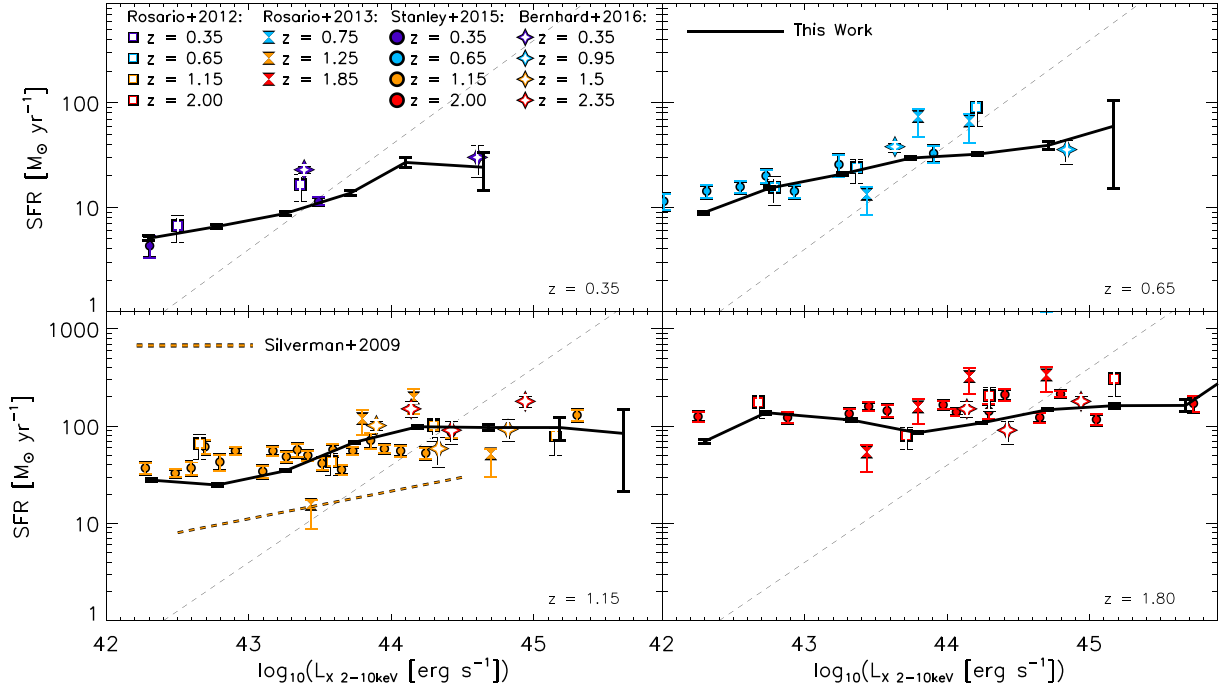 Rosario+2012: Rosario+2013: Stanley+2015: Bernhard+2016:
z = 0.35 z = 0.75 z = 0.35 z = 0.35
z = 0.65 z = 1.25 z = 0.65 z = 0.95
z = 1.15 z = 1.85 z = 1.15 z = 1.5
z = 2.00 z = 2.00 z = 2.35
This Work
100
10
1
SFR [M⊙ yr⁻¹]
z = 0.35
z = 0.65
Silverman+2009
1000
100
10
1
SFR [M⊙ yr⁻¹]
z = 1.15
z = 1.80
42 43 44 45 42 43 44 45
log₁₀(L_X 2−10keV [erg s⁻¹]) log₁₀(L_X 2−10keV [erg s⁻¹])